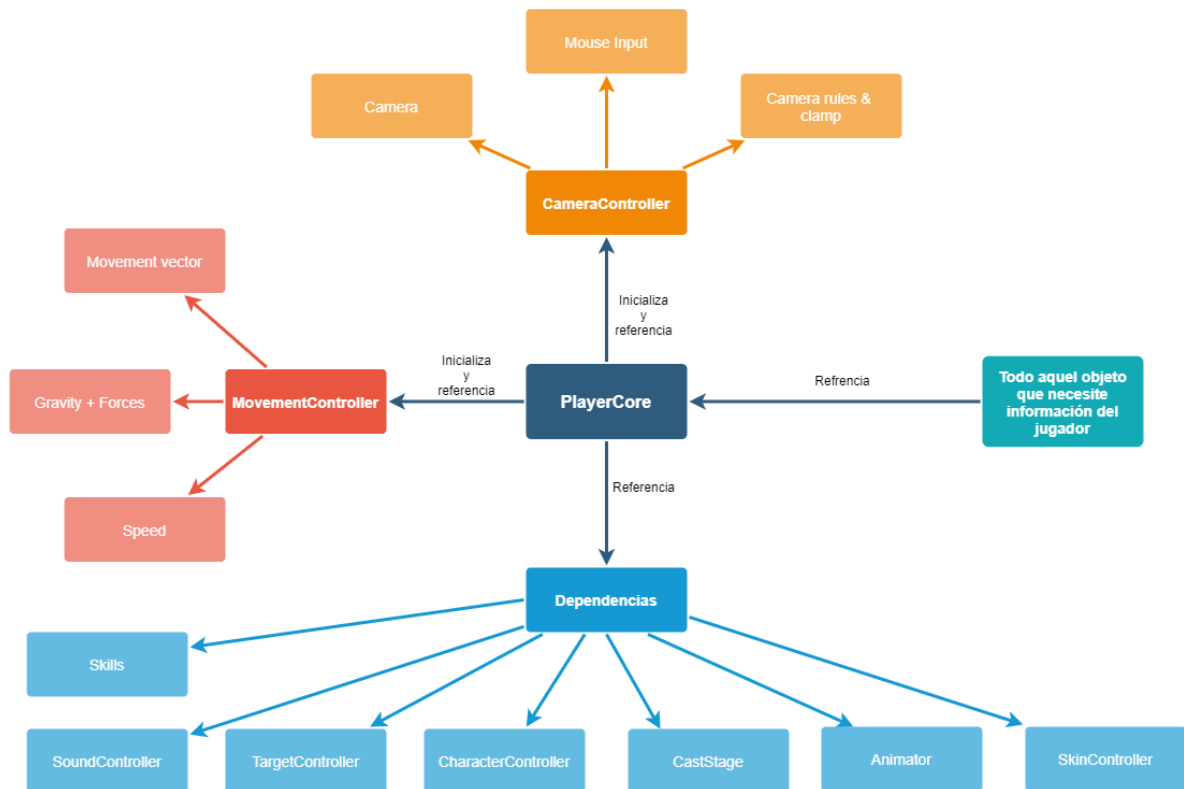 Mouse Input
Camera
Camera rules &
clamp
CameraController
Movement vector
Inicializa
y
referencia
Inicializa
y
referencia
Gravity + Forces
MovementController
PlayerCore
Refrencia
Todo aquel objeto
que necesite
información del
jugador
Speed
Referencia
Dependencias
Skills
SoundController
TargetController
CharacterController
CastStage
Animator
SkinController